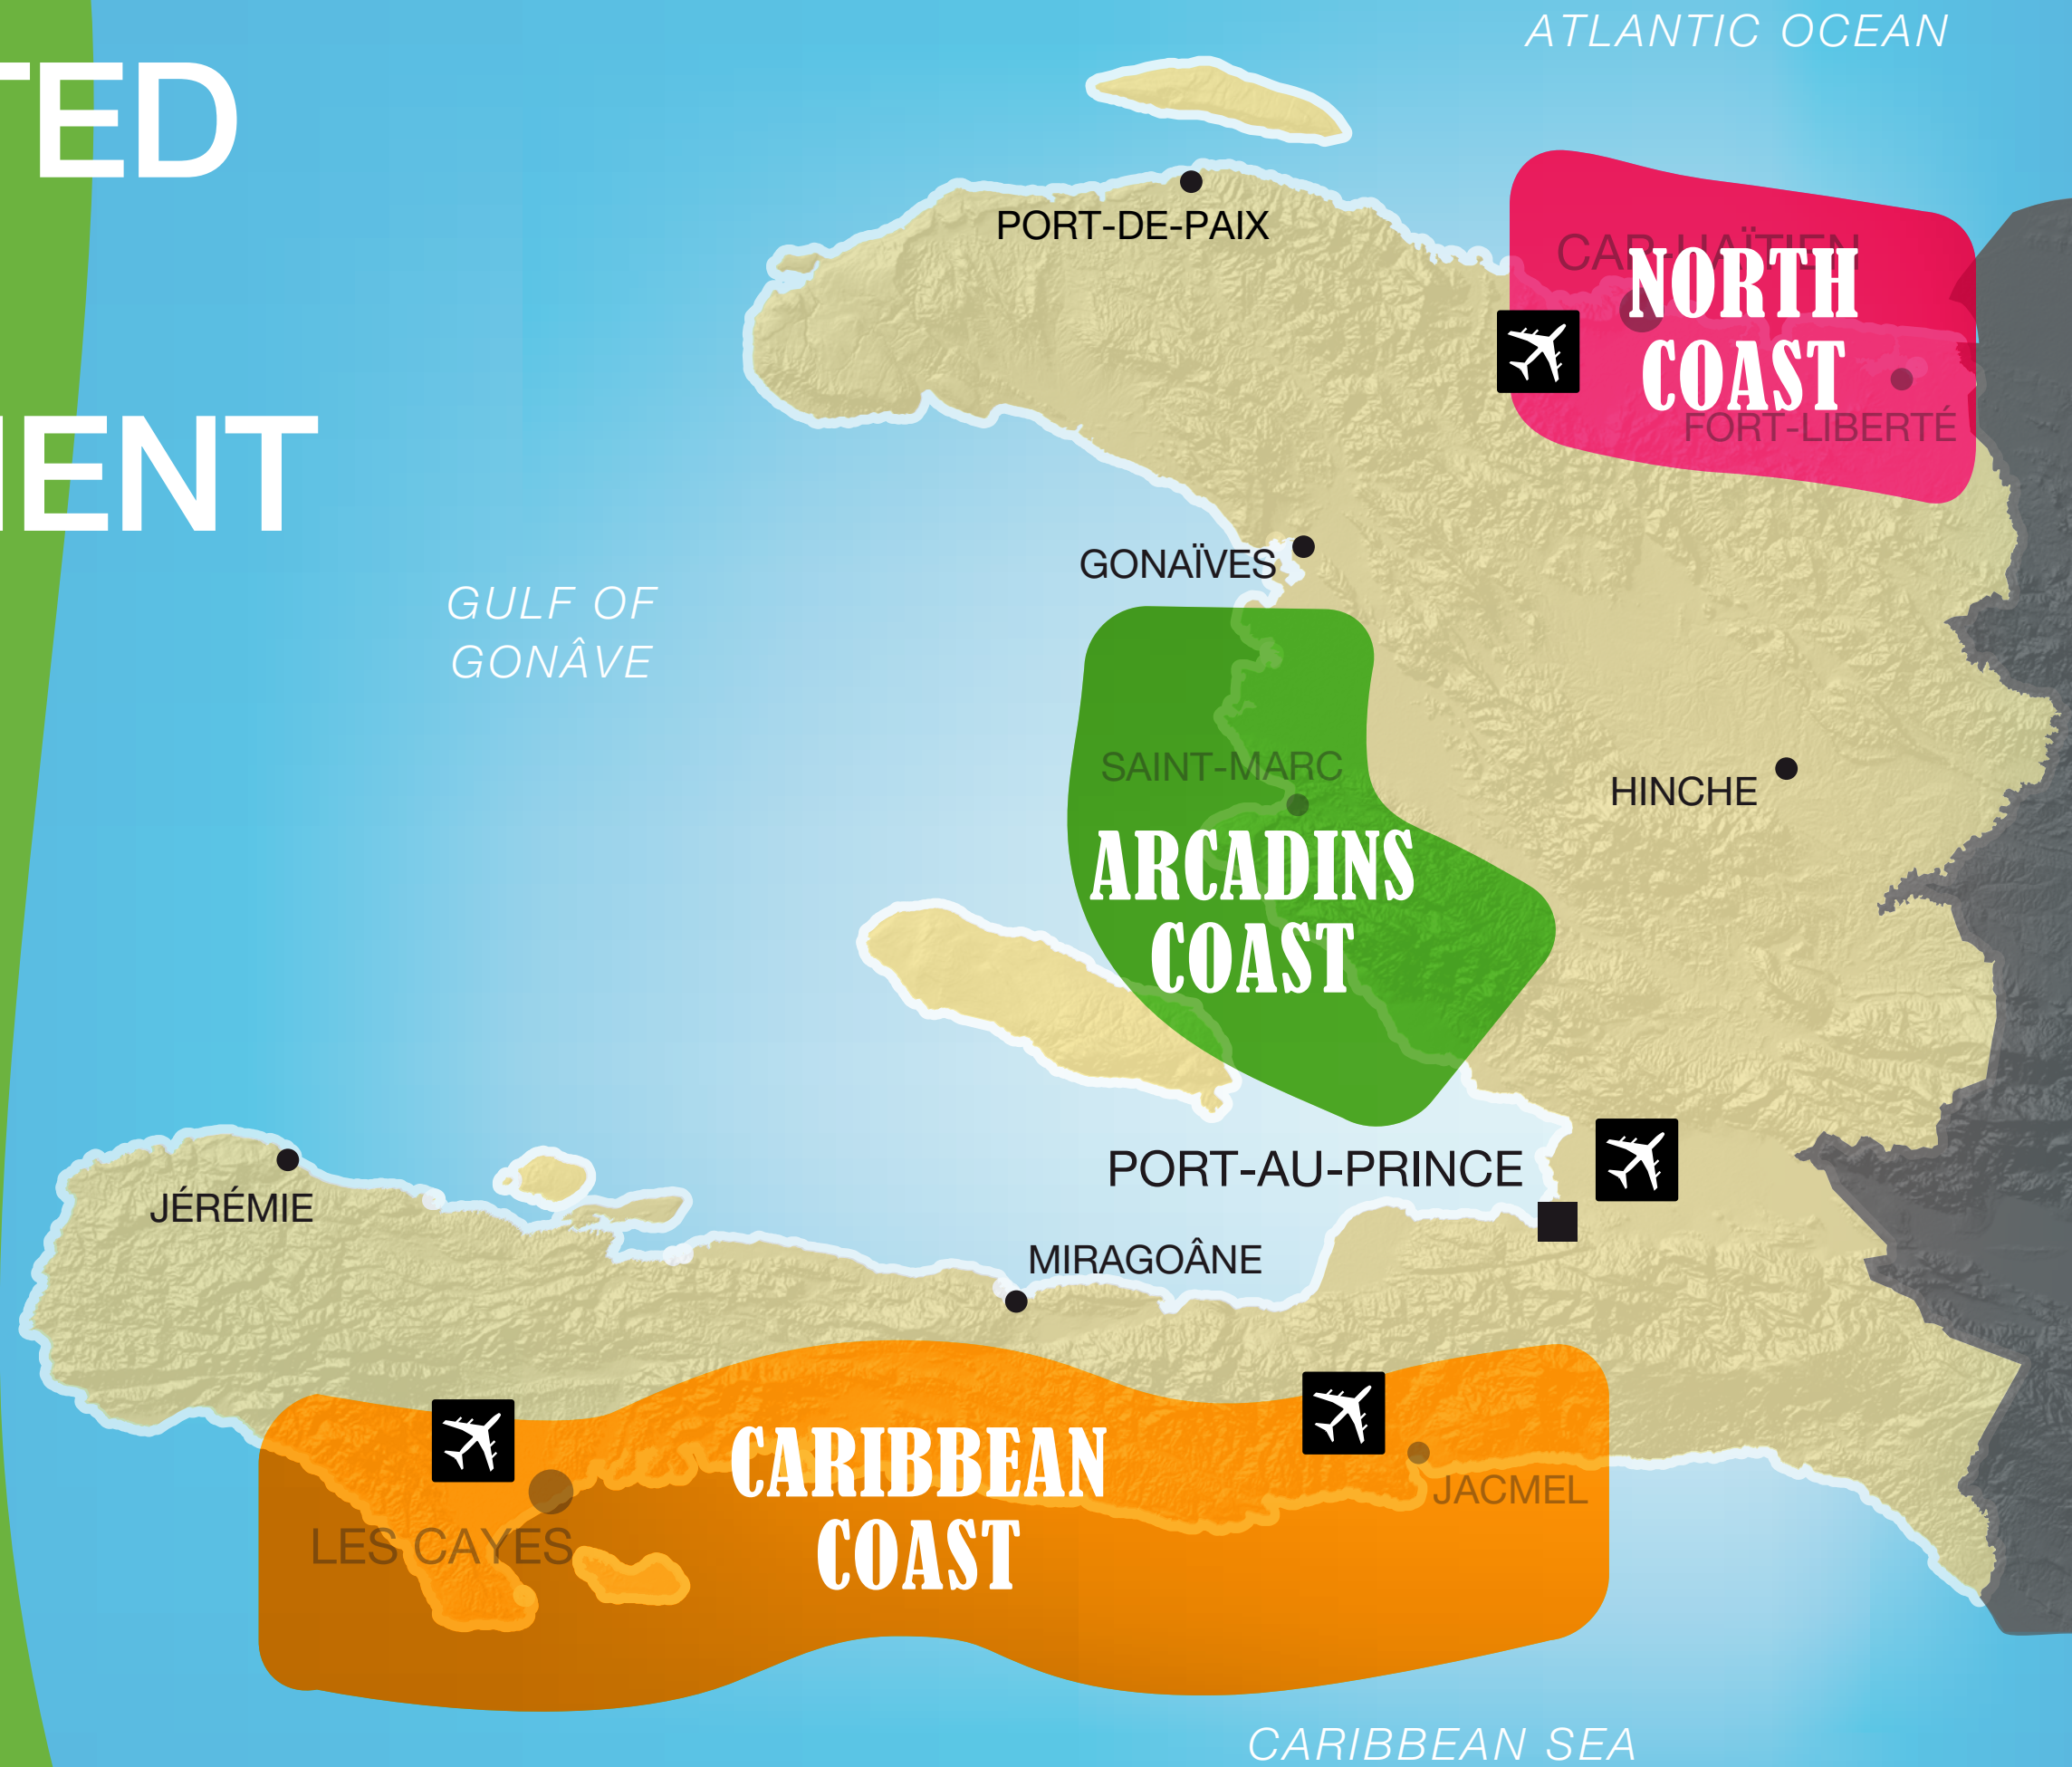 TED
ENT
ATLANTIC OCEAN
PORT-DE-PAIX
CAP-HAÏTIEN
NORTH
COAST
FORT-LIBERTÉ
GONAÏVES
GULF OF
GONÂVE
SAINT-MARC
HINCHE
ARCADINS
COAST
PORT-AU-PRINCE
JÉRÉMIE
MIRAGOÂNE
CARIBBEAN
COAST
JACMEL
LES CAYES
CARIBBEAN SEA